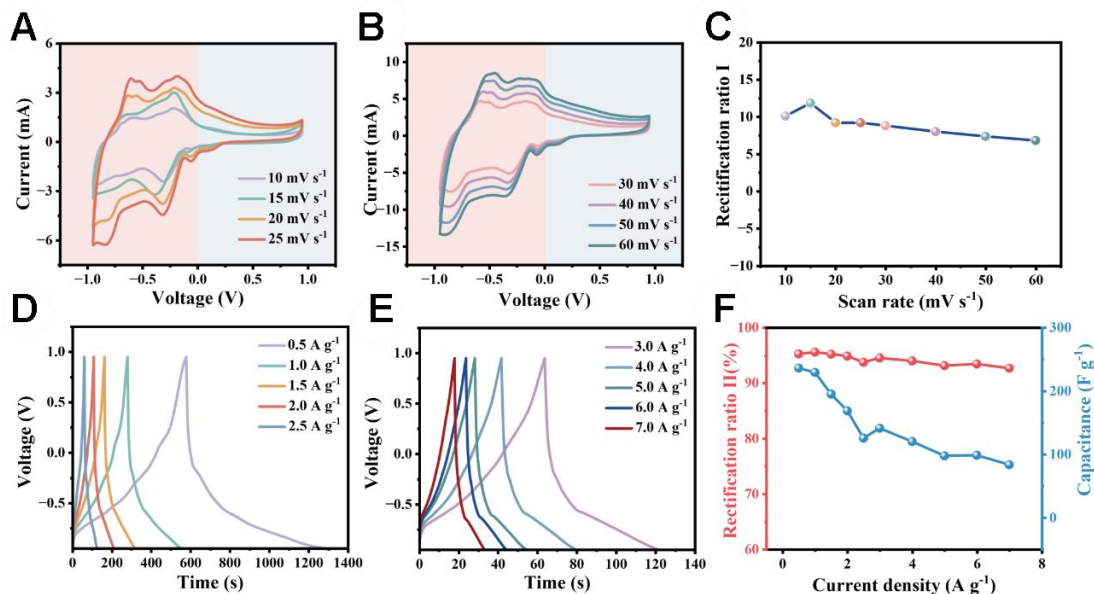 A
Current (mA)
6
3
0
−3
−6
10 mV s⁻¹
15 mV s⁻¹
20 mV s⁻¹
25 mV s⁻¹
−1.0 −0.5 0.0 0.5 1.0
Voltage (V)
B
Current (mA)
15
10
5
0
−5
−10
−15
30 mV s⁻¹
40 mV s⁻¹
50 mV s⁻¹
60 mV s⁻¹
−1.0 −0.5 0.0 0.5 1.0
Voltage (V)
C
Recitification ratio I
20
15
10
5
0
−5
−10
10 20 30 40 50 60
Scan rate (mV s⁻¹)
D
Voltage (V)
1.0
0.5
0.0
−0.5
0.5 A g⁻¹
1.0 A g⁻¹
1.5 A g⁻¹
2.0 A g⁻¹
2.5 A g⁻¹
0 200 400 600 800 1000 1200 1400
Time (s)
E
Voltage (V)
1.0
0.5
0.0
−0.5
3.0 A g⁻¹
4.0 A g⁻¹
5.0 A g⁻¹
6.0 A g⁻¹
7.0 A g⁻¹
0 20 40 60 80 100 120 140
Time (s)
F
Rectification ratio II(%)
100
90
80
70
60
300
200
100
0
Capacitance (F g⁻¹)
0 2 4 6 8
Current density (A g⁻¹)